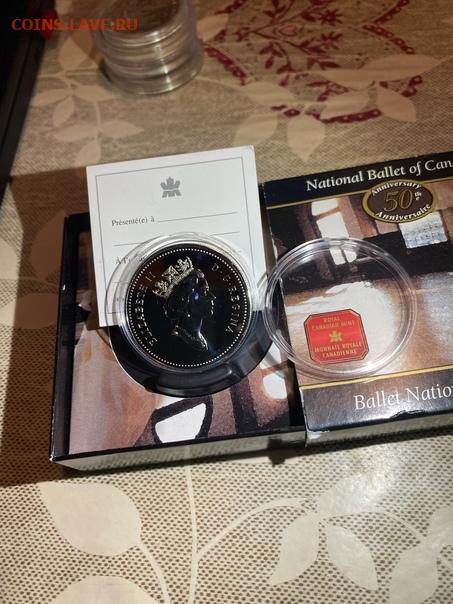 COINS.LAVE.RU
National Ballet of Can
Anniversary
50th
Anniversaire
Présenté(e) à
ELIZABETH II D·G·REGINA
ROYAL
CANADIAN MINT
MONNAIE ROYALE
CANADIENNE
Ballet Natio